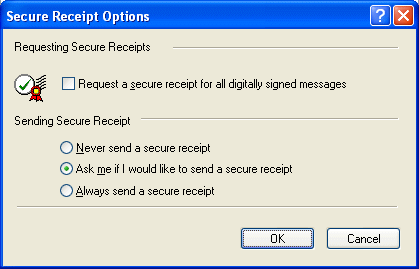 Secure Receipt Options
Requesting Secure Receipts
Request a secure receipt for all digitally signed messages
Sending Secure Receipt
Never send a secure receipt
Ask me if I would like to send a secure receipt
Always send a secure receipt
OK
Cancel